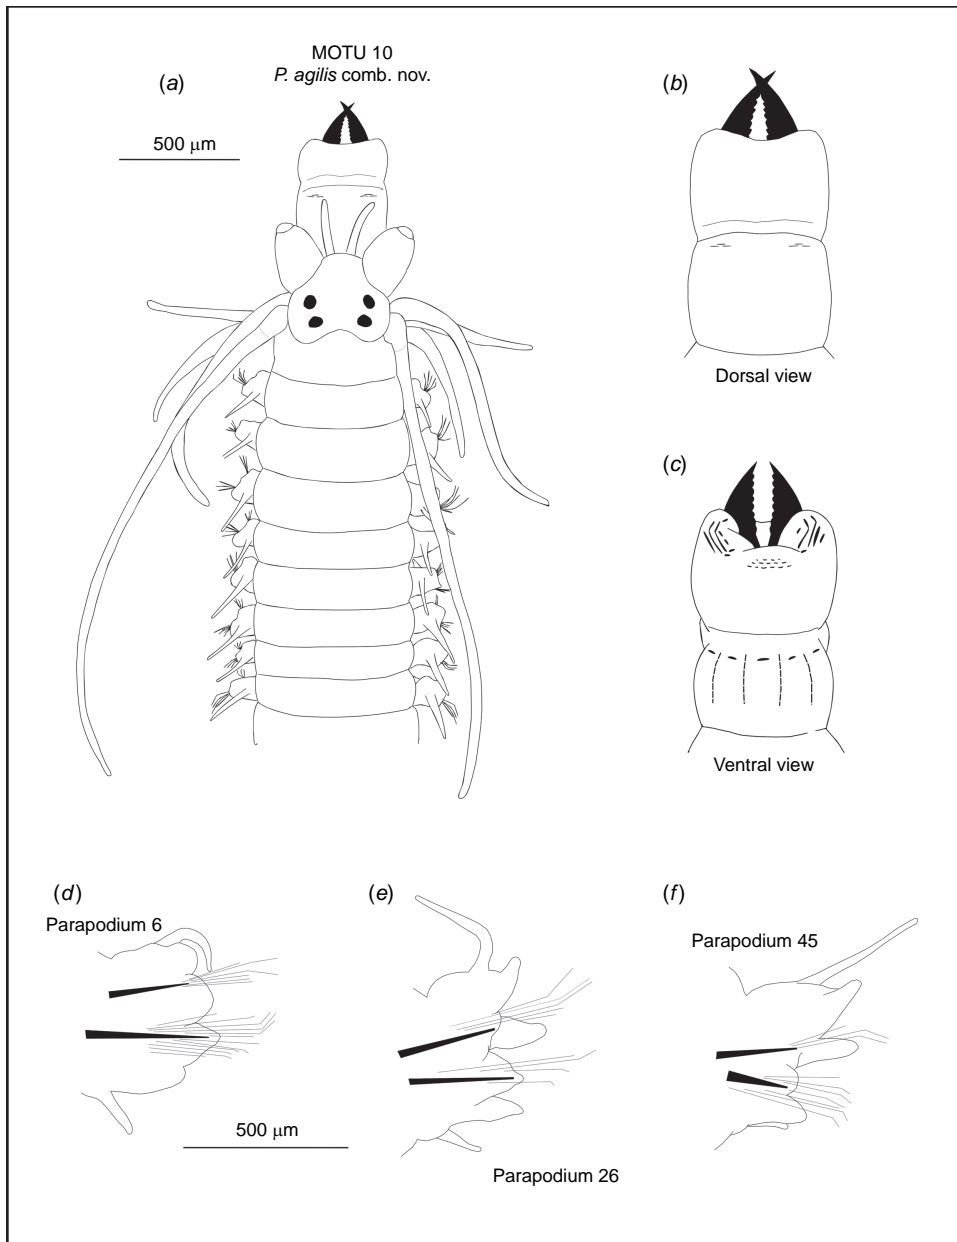 MOTU 10
P. agilis comb. nov.
(a)
(b)
500 μm
Dorsal view
(c)
Ventral view
(d)
(e)
(f)
Parapodium 6
Parapodium 45
500 μm
Parapodium 26